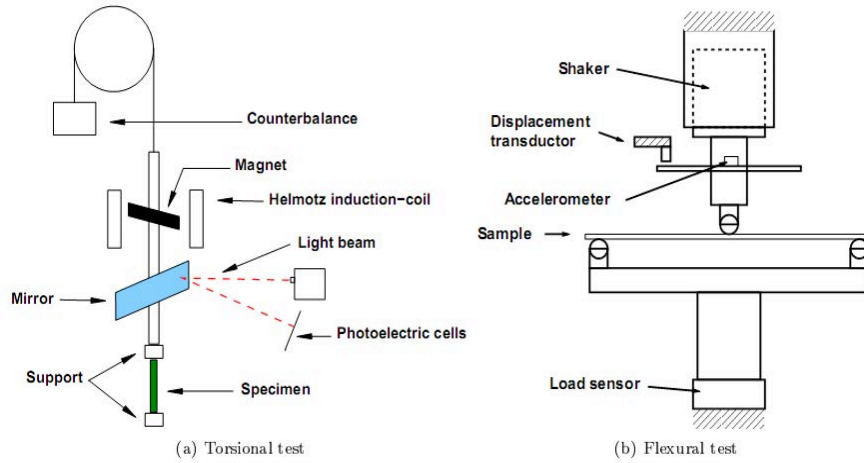 Counterbalance
Magnet
Helmotz induction-coil
Light beam
Mirror
Photoelectric cells
Support
Specimen
(a) Torsional test
Shaker
Displacement
transductor
Accelerometer
Sample
Load sensor
(b) Flexural test